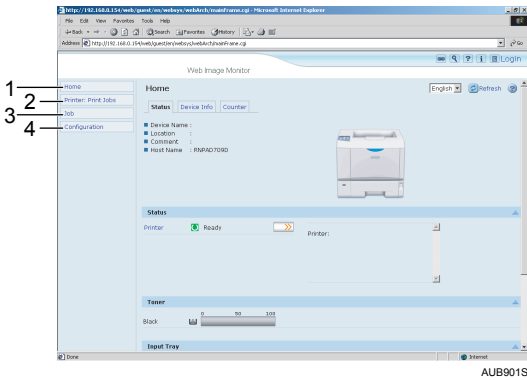 http://192.168.0.154/web/guest/en/websys/webArch/mainFrame.cgi - Microsoft Internet Explorer
File Edit View Favorites Tools Help
Back Search Favorites History
Address http://192.168.0.154/web/guest/en/websys/webArch/mainFrame.cgi Go
Web Image Monitor
Login
1 Home
2 Printer: Print Jobs
3 Job
4 Configuration
Home
English Refresh
Status Device Info Counter
Device Name :
Location :
Comment :
Host Name : RNPAD709D
Status
Printer Ready Printer:
Toner
0 50 100
Black
Input Tray
Done Internet
AUB901S